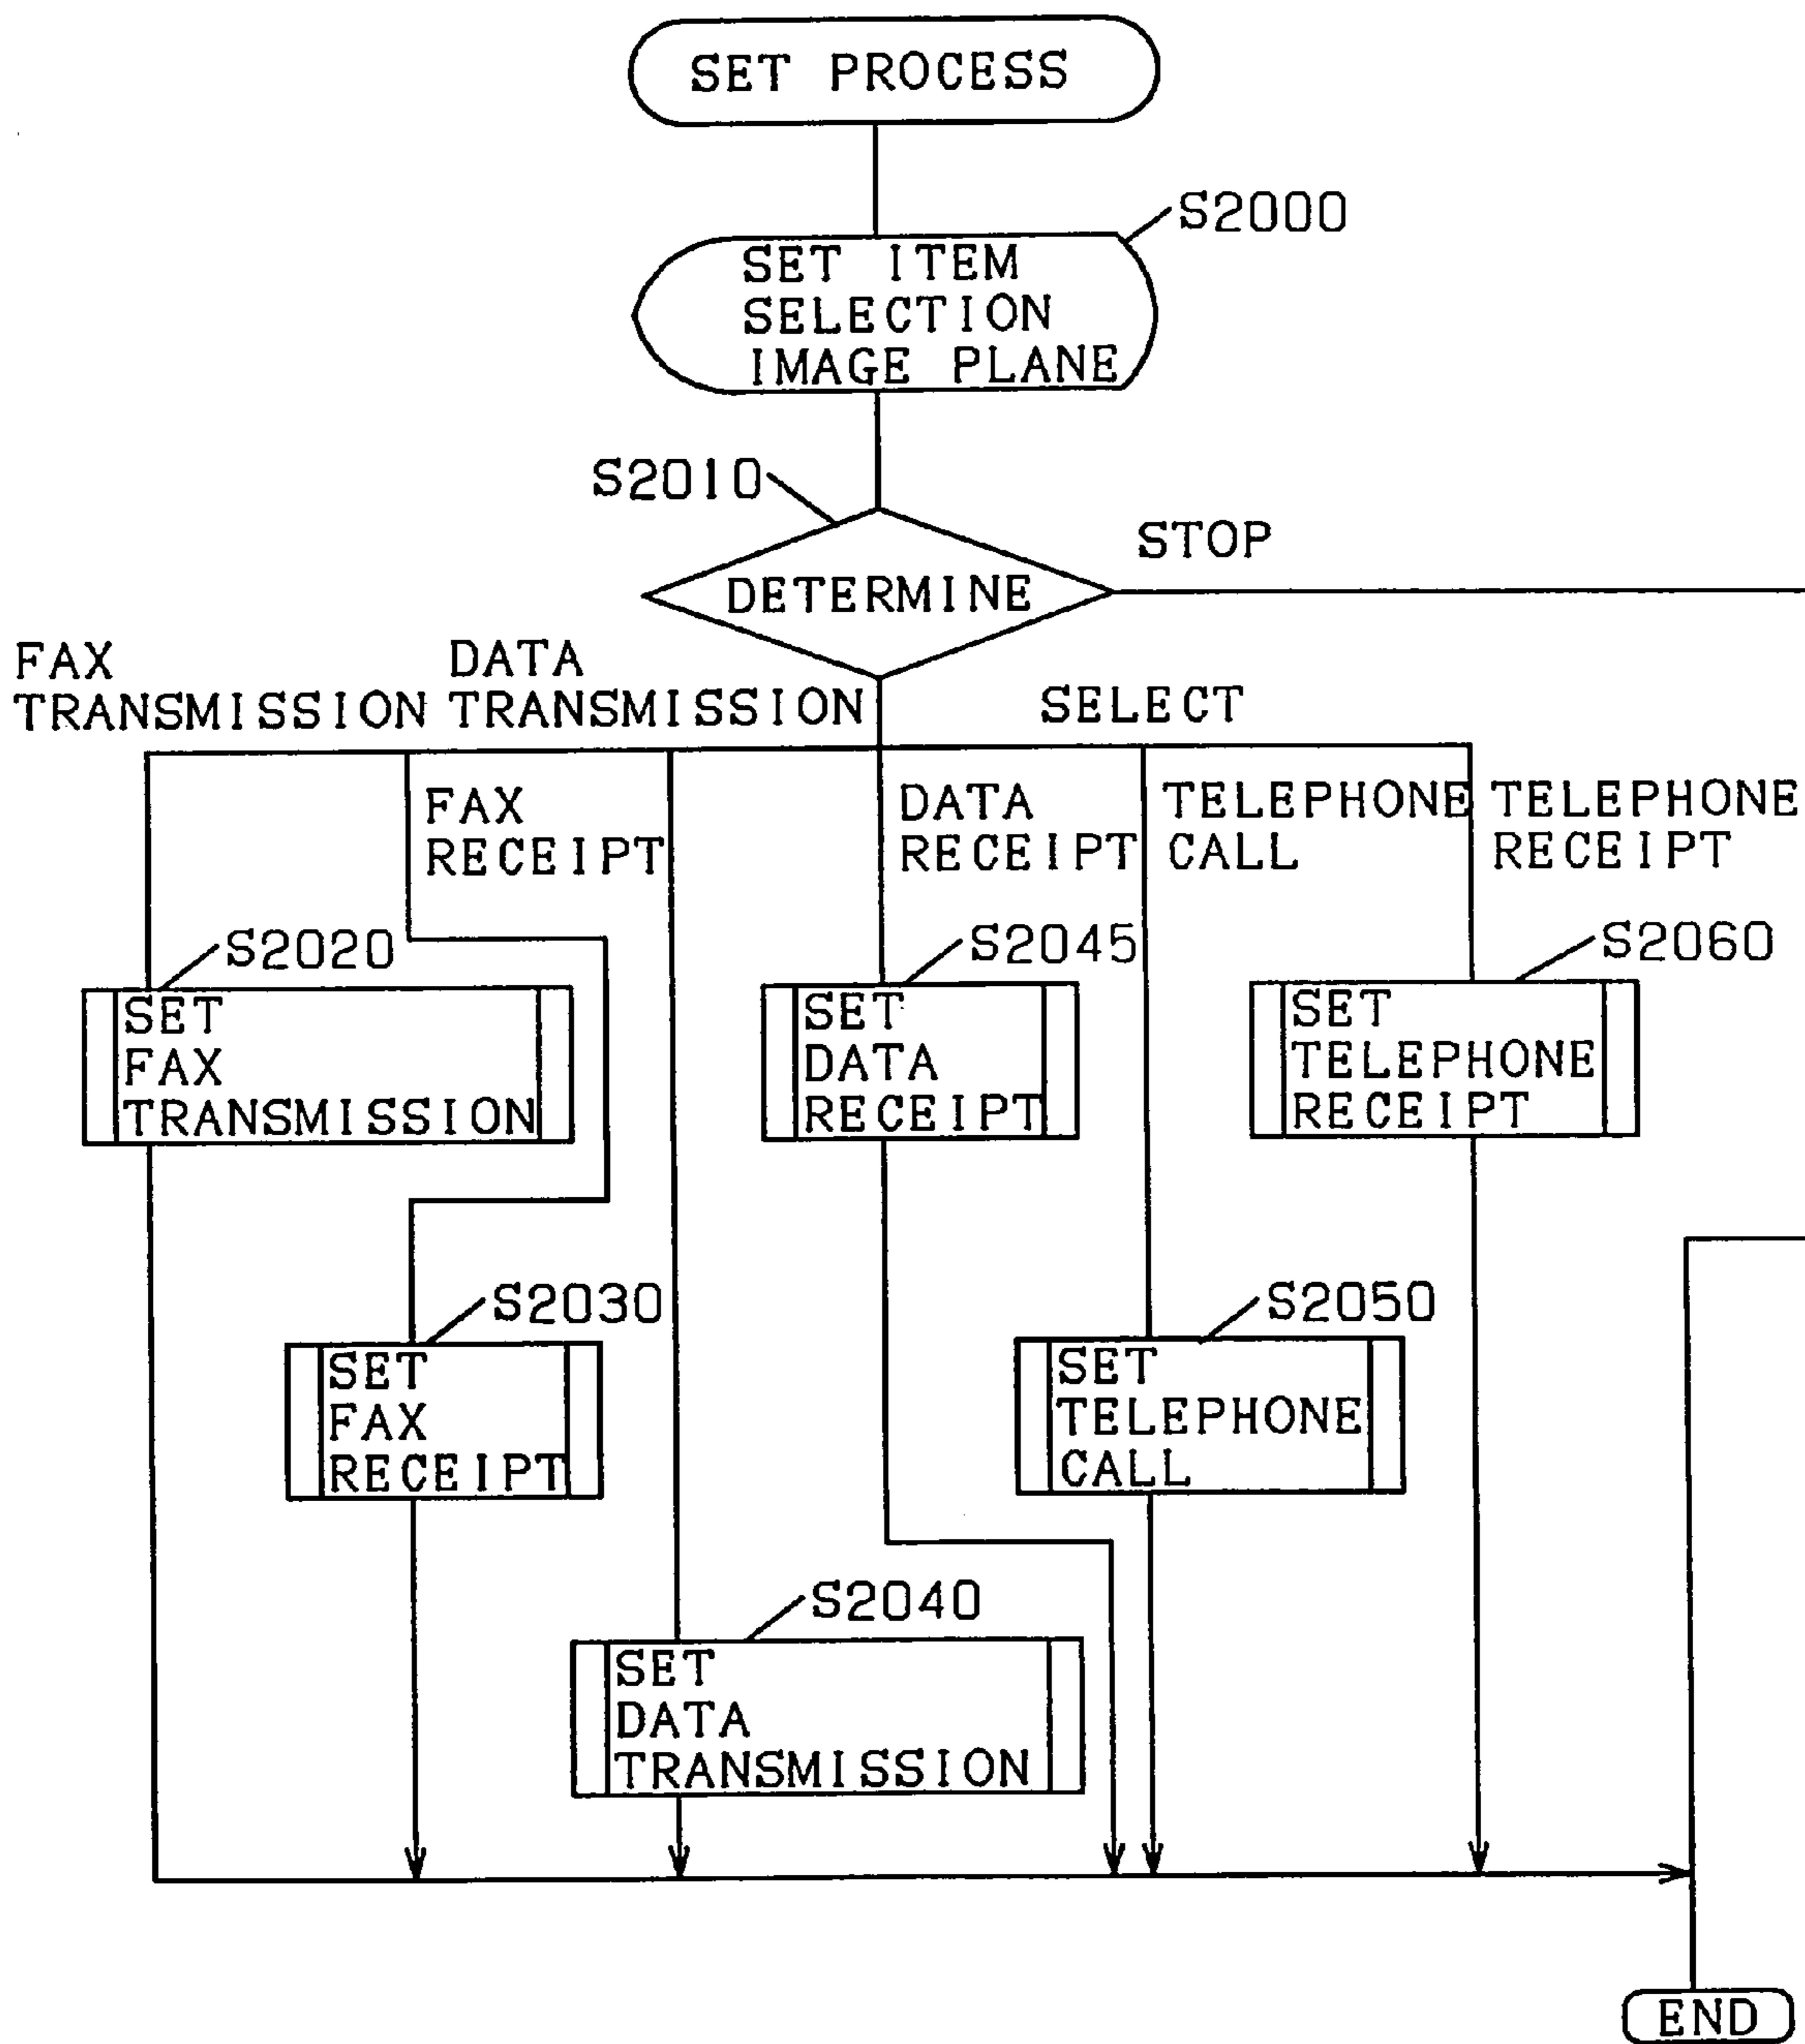 SET PROCESS
S2000
SET ITEM
SELECTION
IMAGE PLANE
S2010
STOP
DETERMINE
FAX
TRANSMISSION
DATA
TRANSMISSION
SELECT
FAX
RECEIPT
DATA
RECEIPT
TELEPHONE
CALL
TELEPHONE
RECEIPT
S2020
SET
FAX
TRANSMISSION
S2045
SET
DATA
RECEIPT
S2060
SET
TELEPHONE
RECEIPT
S2030
SET
FAX
RECEIPT
S2050
SET
TELEPHONE
CALL
S2040
SET
DATA
TRANSMISSION
END